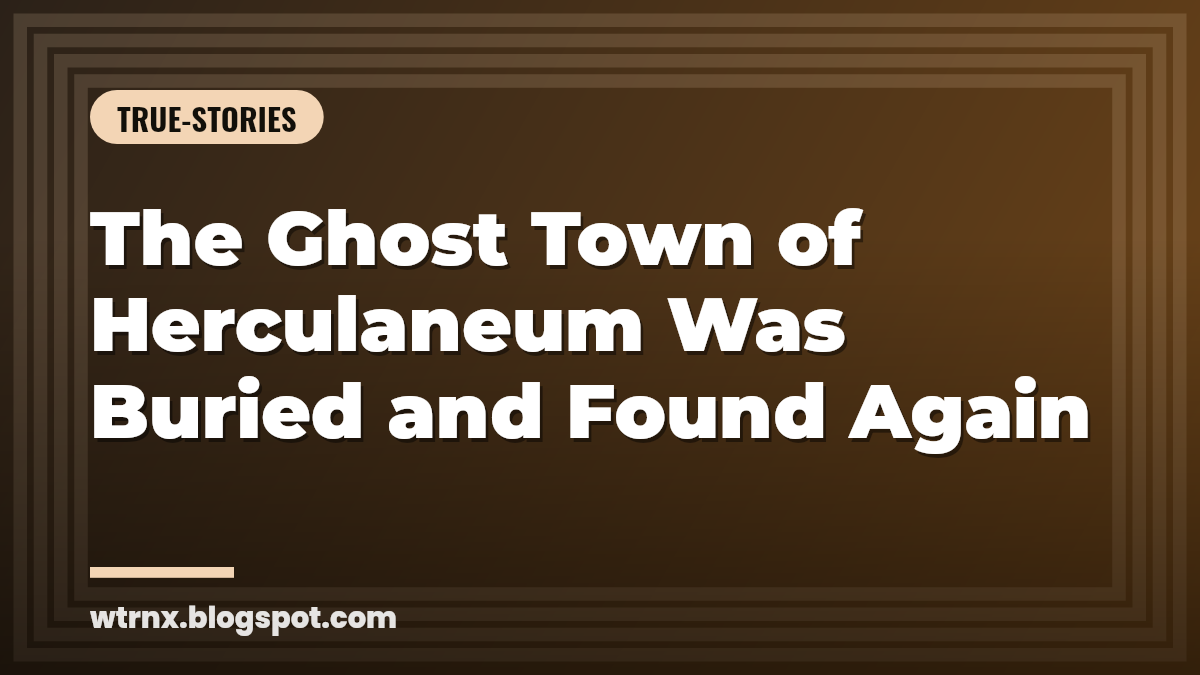 TRUE-STORIES
The Ghost Town of
Herculaneum Was
Buried and Found Again
wtrnx.blogspot.com